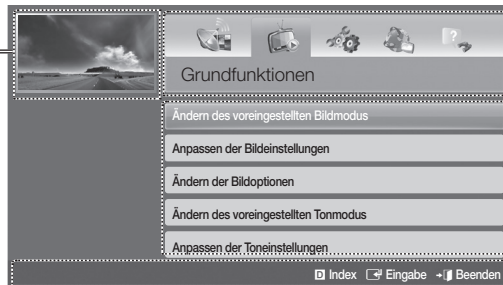 Grundfunktionen
Ändern des voreingestellten Bildmodus
Anpassen der Bildeinstellungen
Ändern der Bildoptionen
Ändern des voreingestellten Tonmodus
Anpassen der Toneinstellungen
D Index Eingabe Beenden